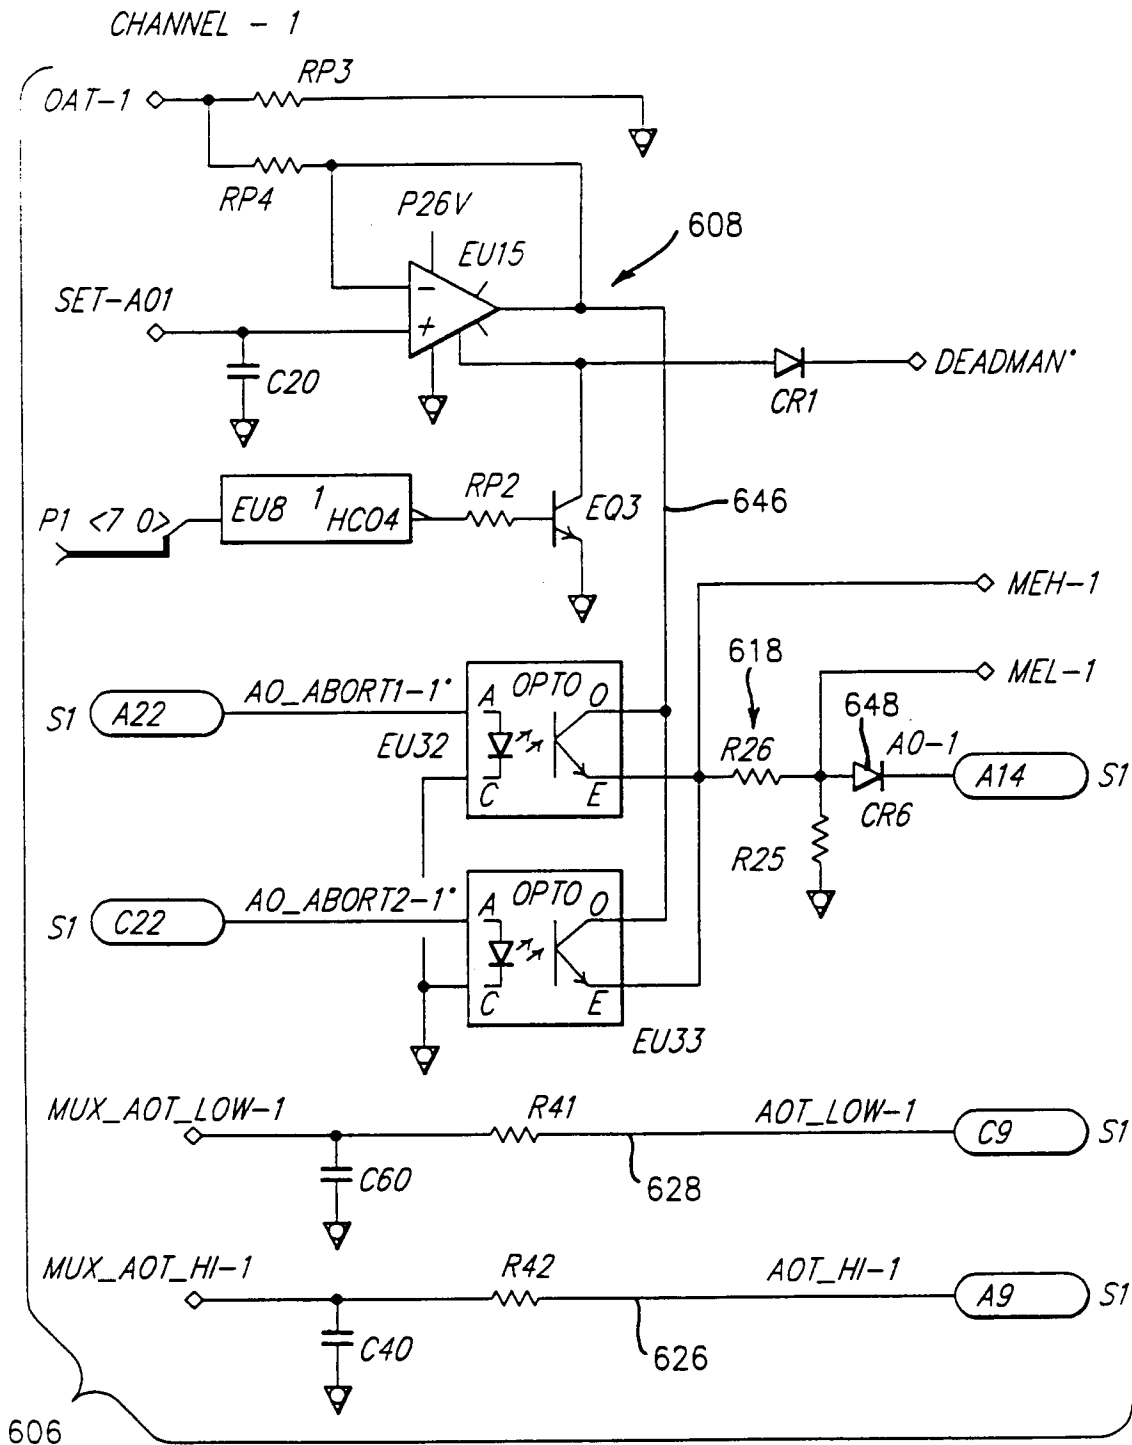 CHANNEL - 1
RP3
OAT-1
RP4
P26V
608
EU15
SET-A01
-
+
C20
DEADMAN*
CR1
RP2
646
P1 <7 0>
EU8 1 HC04
EQ3
MEH-1
618
MEL-1
S1 A22 AO_ABORT1-1* A OPTO O
648
EU32
R26
AO-1
A14 S1
C E
CR6
R25
S1 C22 AO_ABORT2-1* A OPTO O
C E
EU33
MUX_AOT_LOW-1
R41
AOT_LOW-1
C9 S1
C60
628
MUX_AOT_HI-1
R42
AOT_HI-1
A9 S1
C40
626
606